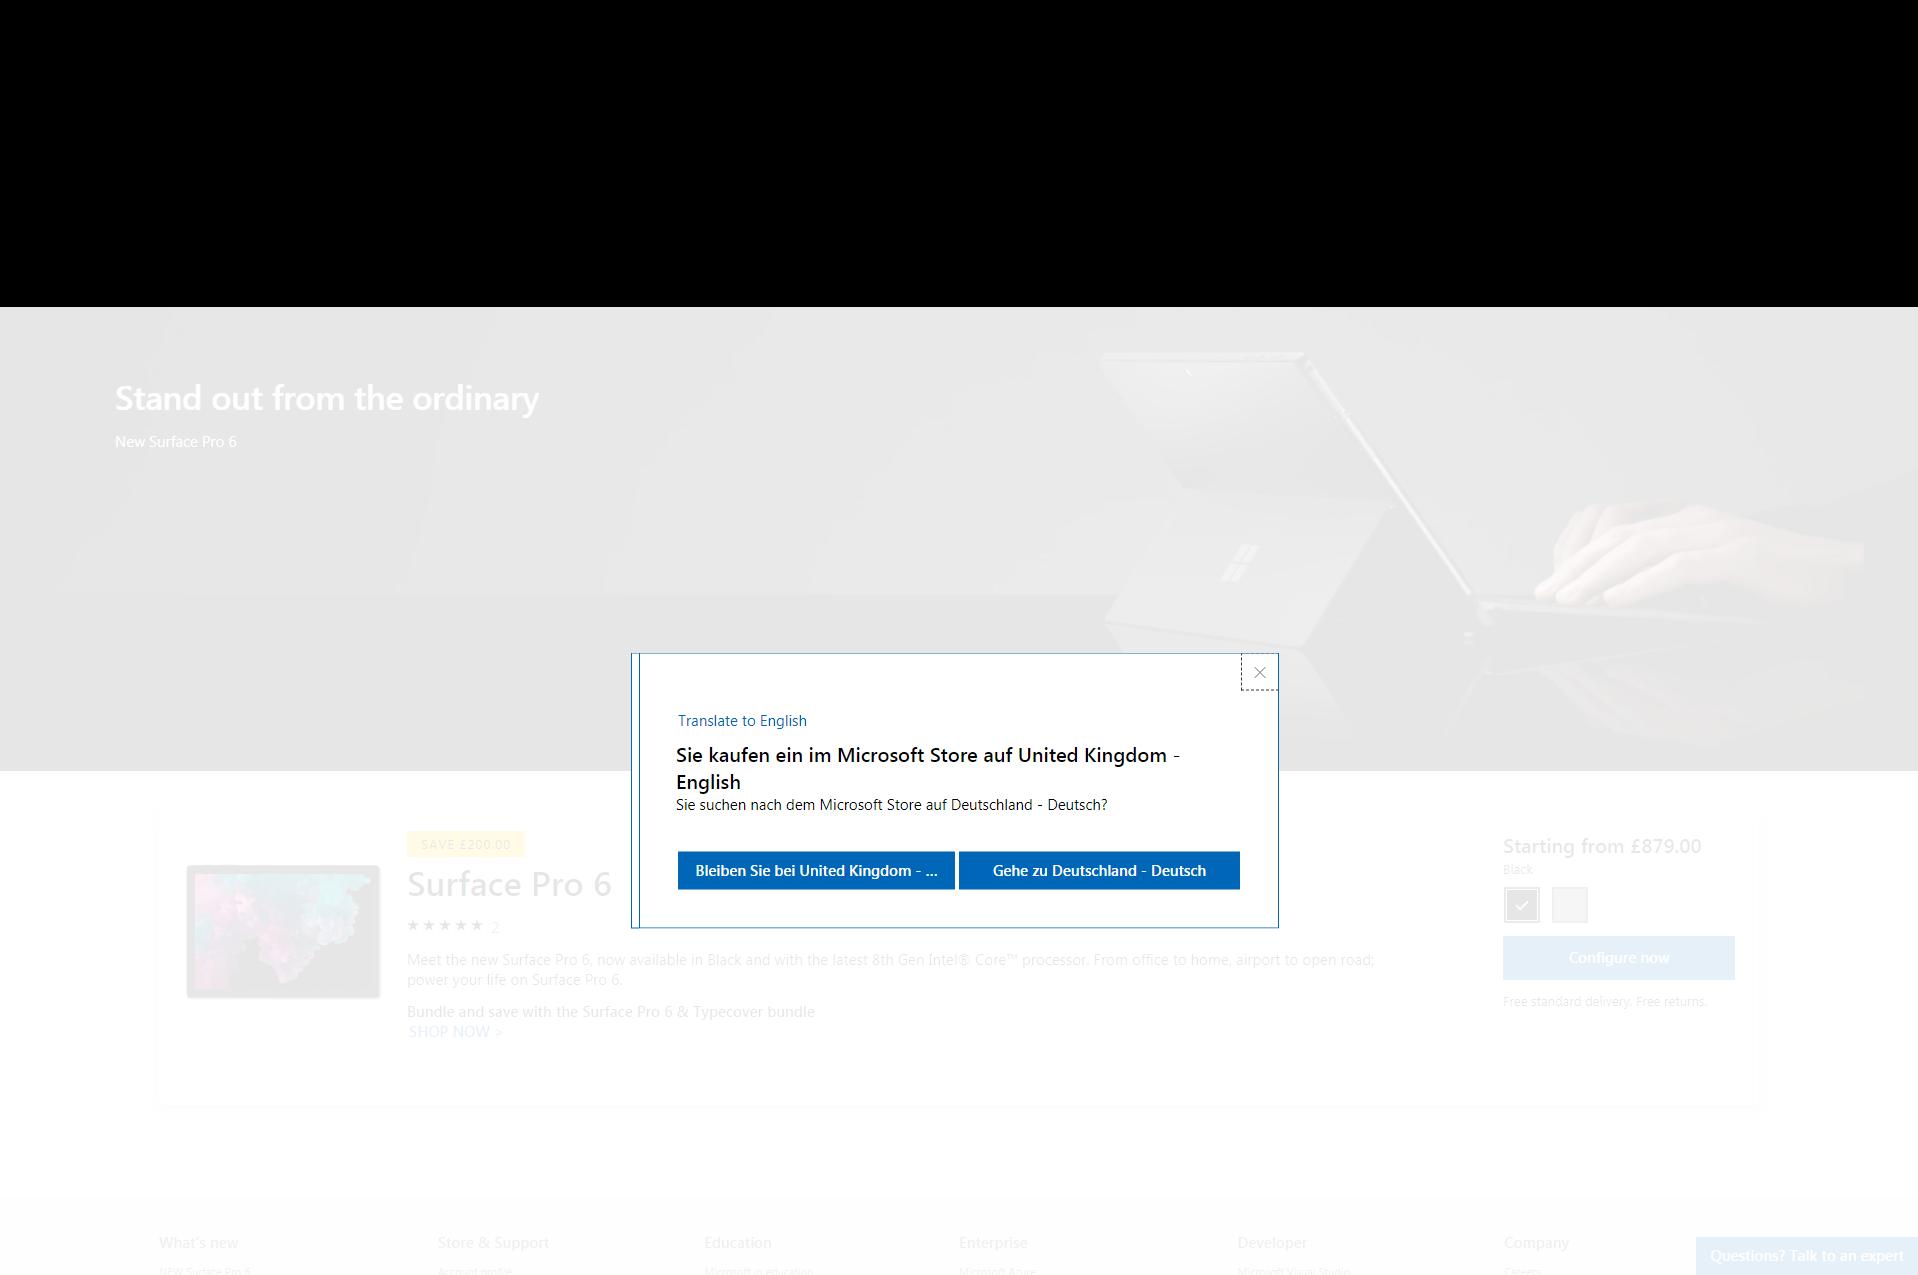 Stand out from the ordinary
New Surface Pro 6
Translate to English
Sie kaufen ein im Microsoft Store auf United Kingdom -
English
Sie suchen nach dem Microsoft Store auf Deutschland - Deutsch?
Bleiben Sie bei United Kingdom - ...
Gehe zu Deutschland - Deutsch
SAVE £200.00
Surface Pro 6
2
Meet the new Surface Pro 6, now available in Black and with the latest 8th Gen Intel® Core™ processor. From office to home, airport to open road;
power your life on Surface Pro 6.
Bundle and save with the Surface Pro 6 & Typecover bundle
SHOP NOW >
Starting from £879.00
Black
Configure now
Free standard delivery. Free returns.
What's new
Store & Support
Education
Enterprise
Developer
Company
Questions? Talk to an expert
NEW Surface Pro 6
Account profile
Microsoft in education
Microsoft Azure
Microsoft Visual Studio
Careers